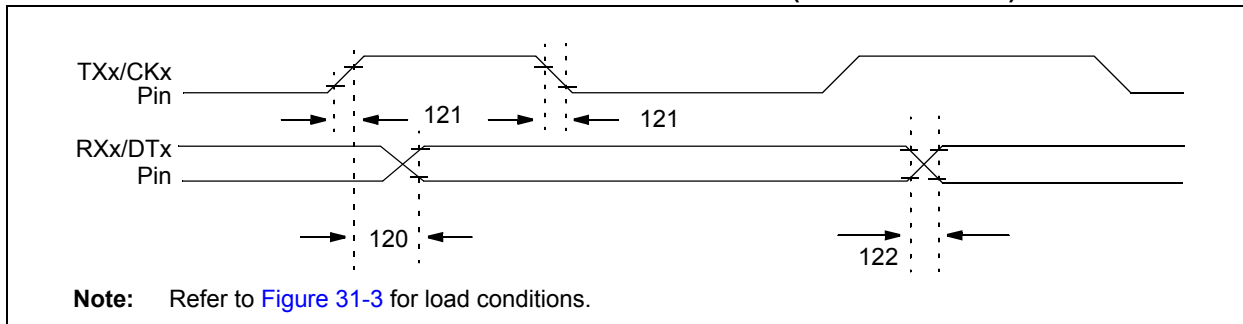 TXx/CKx
Pin
121
121
RXx/DTx
Pin
120
122
Note: Refer to Figure 31-3 for load conditions.